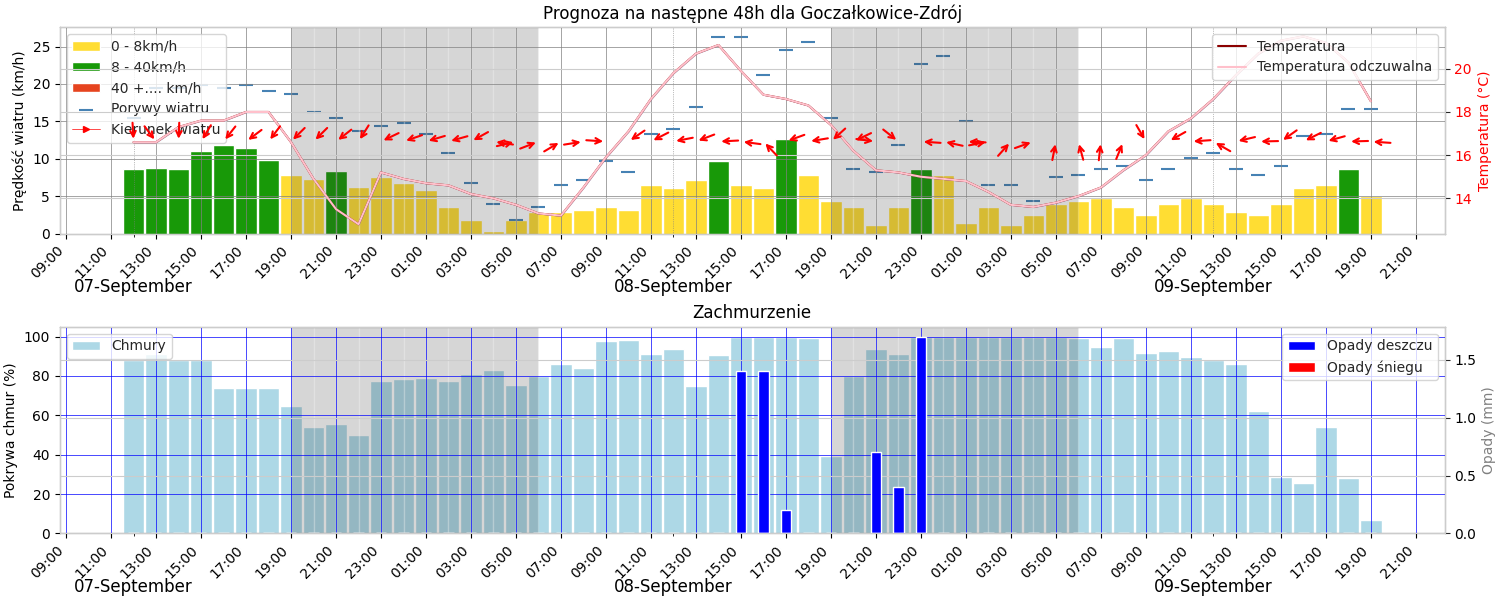 Prognoza na następne 48h dla Goczałkowice-Zdrój
Prędkość wiatru (km/h)
25
20
15
10
5
0
0 - 8km/h
8 - 40km/h
40 +.... km/h
Porywy wiatru
Kierunek wiatru
Temperatura
Temperatura odczuwalna
20
18
16
14
Temperatura (°C)
09:00 11:00 13:00 15:00 17:00 19:00 21:00 23:00 01:00 03:00 05:00 07:00 09:00 11:00 13:00 15:00 17:00 19:00 21:00 23:00 01:00 03:00 05:00 07:00 09:00 11:00 13:00 15:00 17:00 19:00 21:00
07-September 08-September 09-September
Zachmurzenie
Pokrywa chmur (%)
100
80
60
40
20
0
Chmury
Opady deszczu
Opady śniegu
1.5
1.0
0.5
0.0
Opady (mm)
09:00 11:00 13:00 15:00 17:00 19:00 21:00 23:00 01:00 03:00 05:00 07:00 09:00 11:00 13:00 15:00 17:00 19:00 21:00 23:00 01:00 03:00 05:00 07:00 09:00 11:00 13:00 15:00 17:00 19:00 21:00
07-September 08-September 09-September